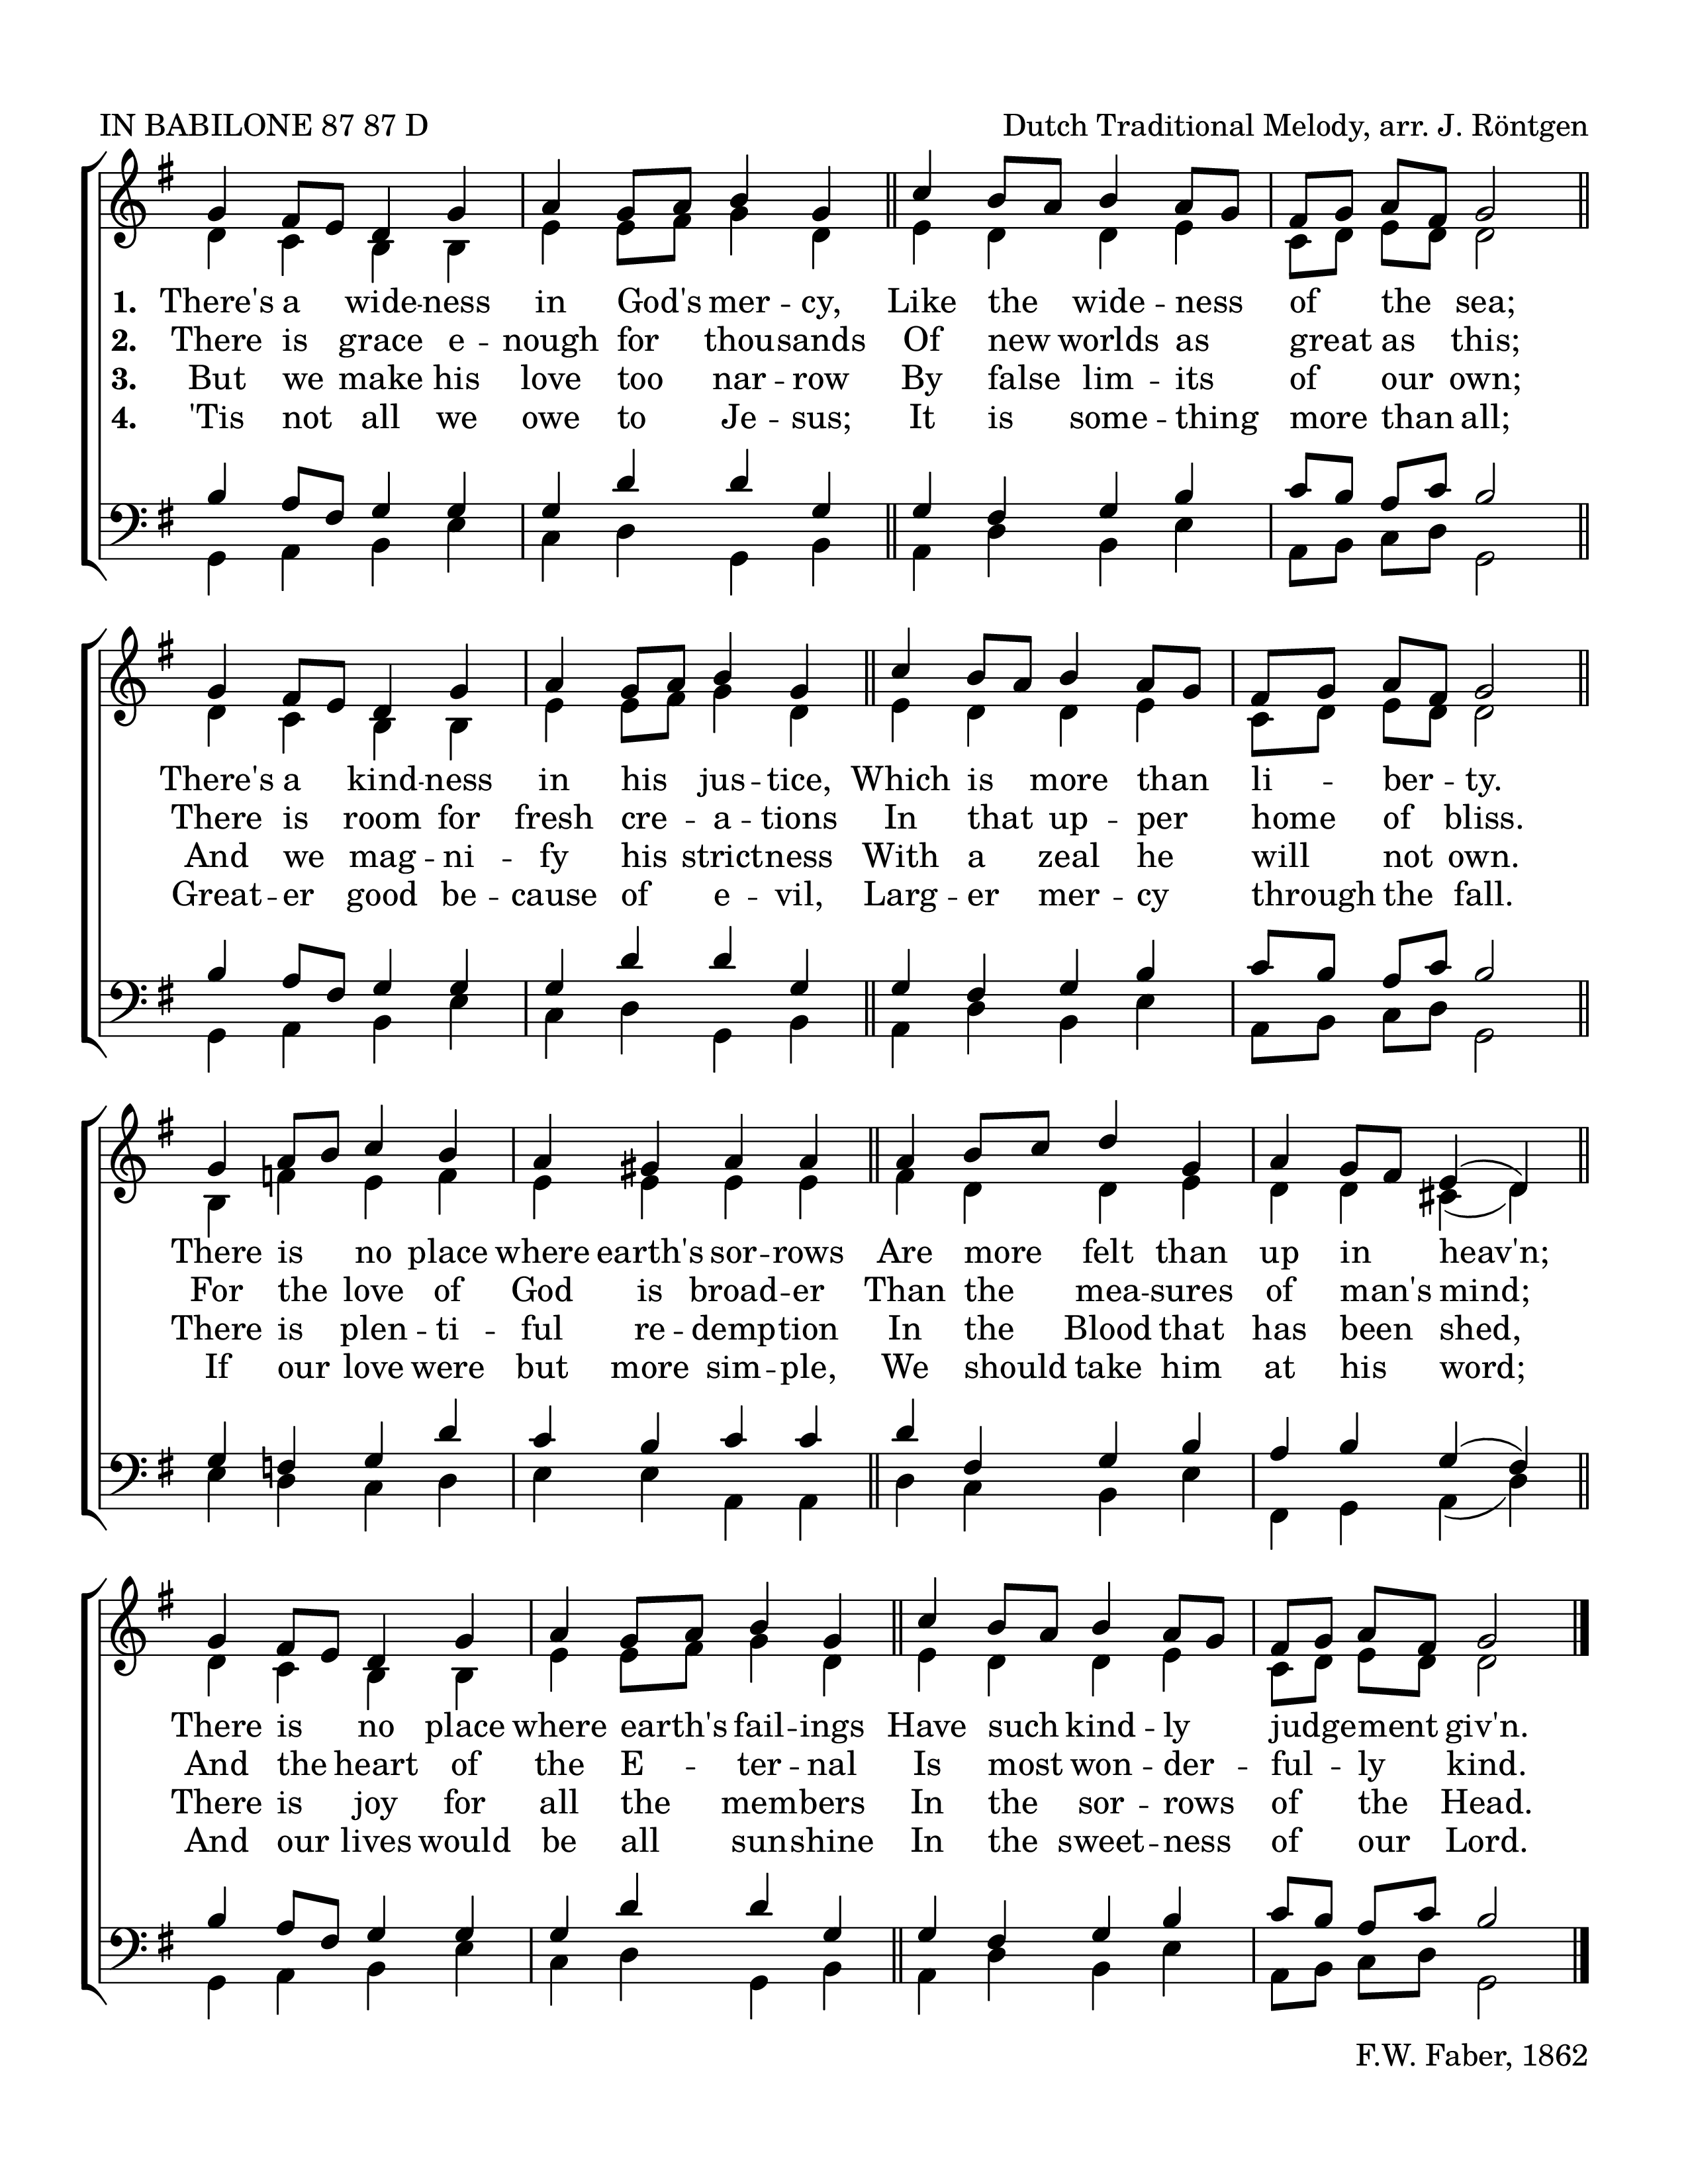 IN BABILONE 87 87 D
Dutch Traditional Melody, arr. J. Röntgen
1. There's a wide -- ness in God's mer -- cy, Like the wide -- ness of the sea;
2. There is grace e -- nough for thousands Of new worlds as great as this;
3. But we make his love too nar -- row By false lim -- its of our own;
4. 'Tis not all we owe to Je -- sus; It is some -- thing more than all;
There's a kind -- ness in his jus -- tice, Which is more than li -- ber -- ty.
There is room for fresh cre -- a -- tions In that up -- per home of bliss.
And we mag -- ni -- fy his strictness With a zeal he will not own.
Great -- er good be -- cause of e -- vil, Larg -- er mer -- cy through the fall.
There is no place where earth's sor -- rows Are more felt than up in heav'n;
For the love of God is broad -- er Than the mea -- sures of man's mind;
There is plen -- ti -- ful re -- demp -- tion In the Blood that has been shed,
If our love were but more sim -- ple, We should take him at his word;
There is no place where earth's fail -- ings Have such kind -- ly judgement giv'n.
And the heart of the E -- ter -- nal Is most won -- der -- ful -- ly kind.
There is joy for all the members In the sor -- rows of the Head.
And our lives would be all sunshine In the sweet -- ness of our Lord.
F.W. Faber, 1862